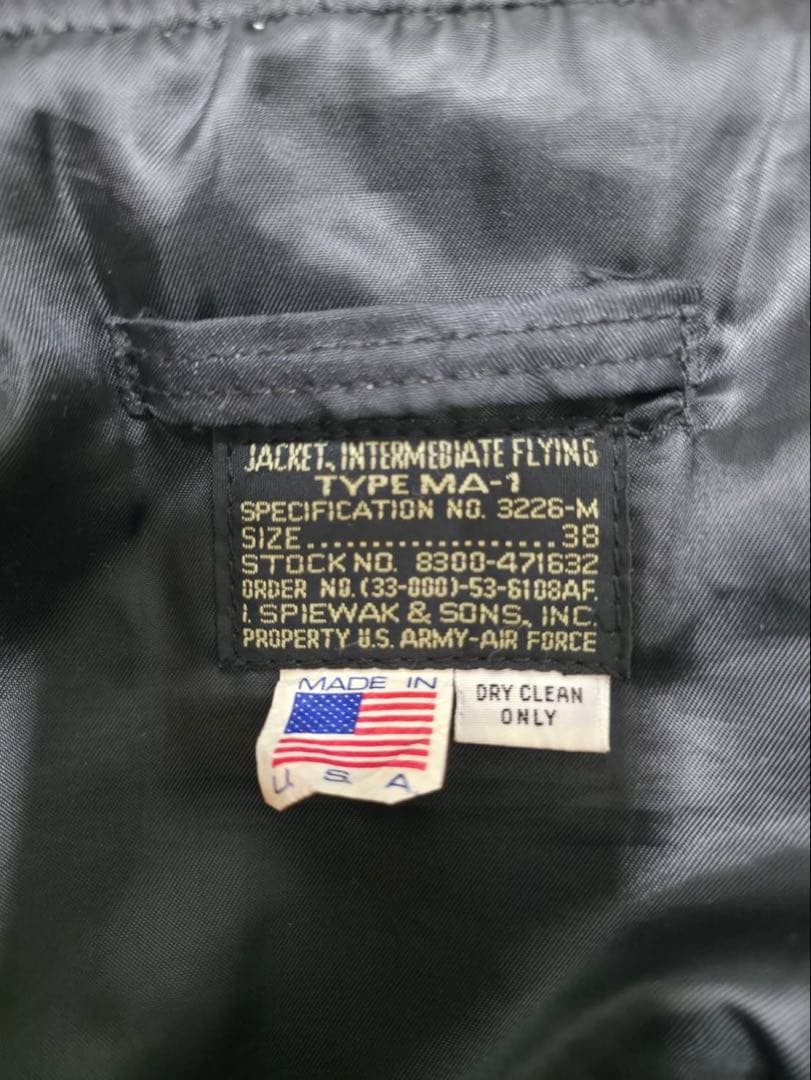 JACKET, INTERMEDIATE FLYING
TYPE MA-1
SPECIFICATION NO. 3226-M
SIZE....................38
STOCK NO. 8300-471632
ORDER NO.(33-000)-53-6108AF.
I. SPIEWAK & SONS, INC.
PROPERTY U.S. ARMY-AIR FORCE
MADE IN
U S A
DRY CLEAN
ONLY